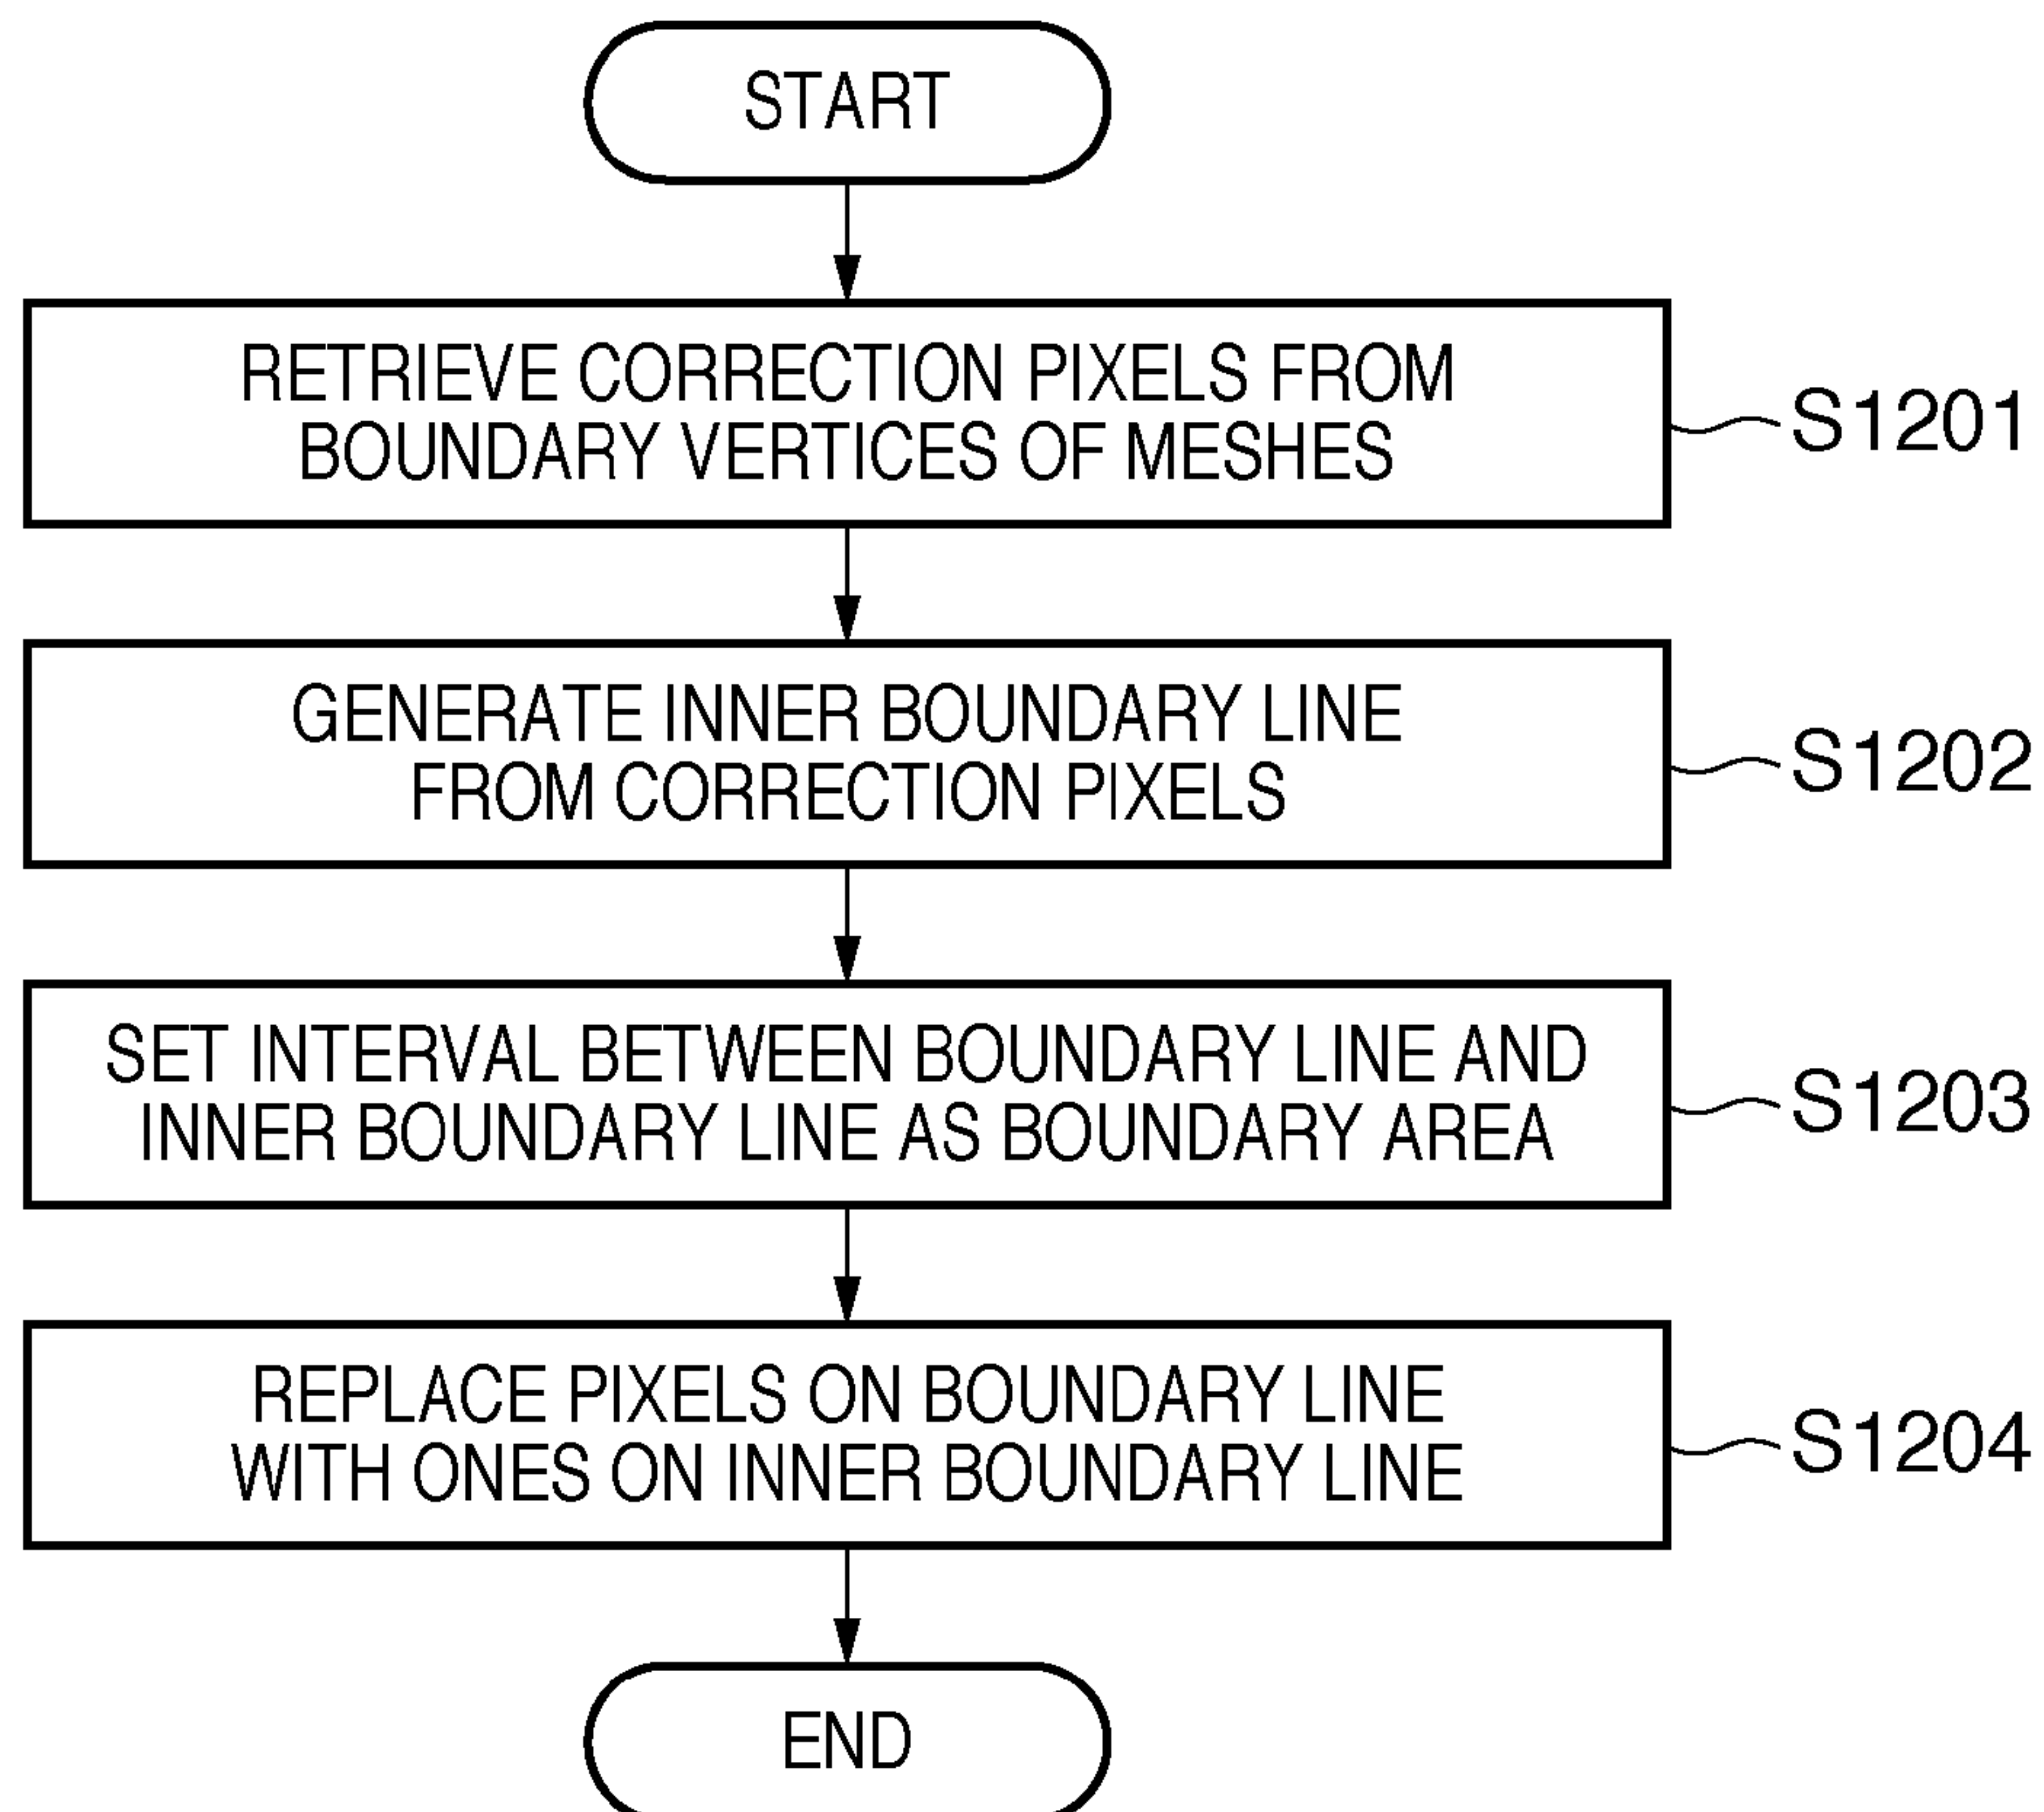 START
RETRIEVE CORRECTION PIXELS FROM
BOUNDARY VERTICES OF MESHES
S1201
GENERATE INNER BOUNDARY LINE
FROM CORRECTION PIXELS
S1202
SET INTERVAL BETWEEN BOUNDARY LINE AND
INNER BOUNDARY LINE AS BOUNDARY AREA
S1203
REPLACE PIXELS ON BOUNDARY LINE
WITH ONES ON INNER BOUNDARY LINE
S1204
END